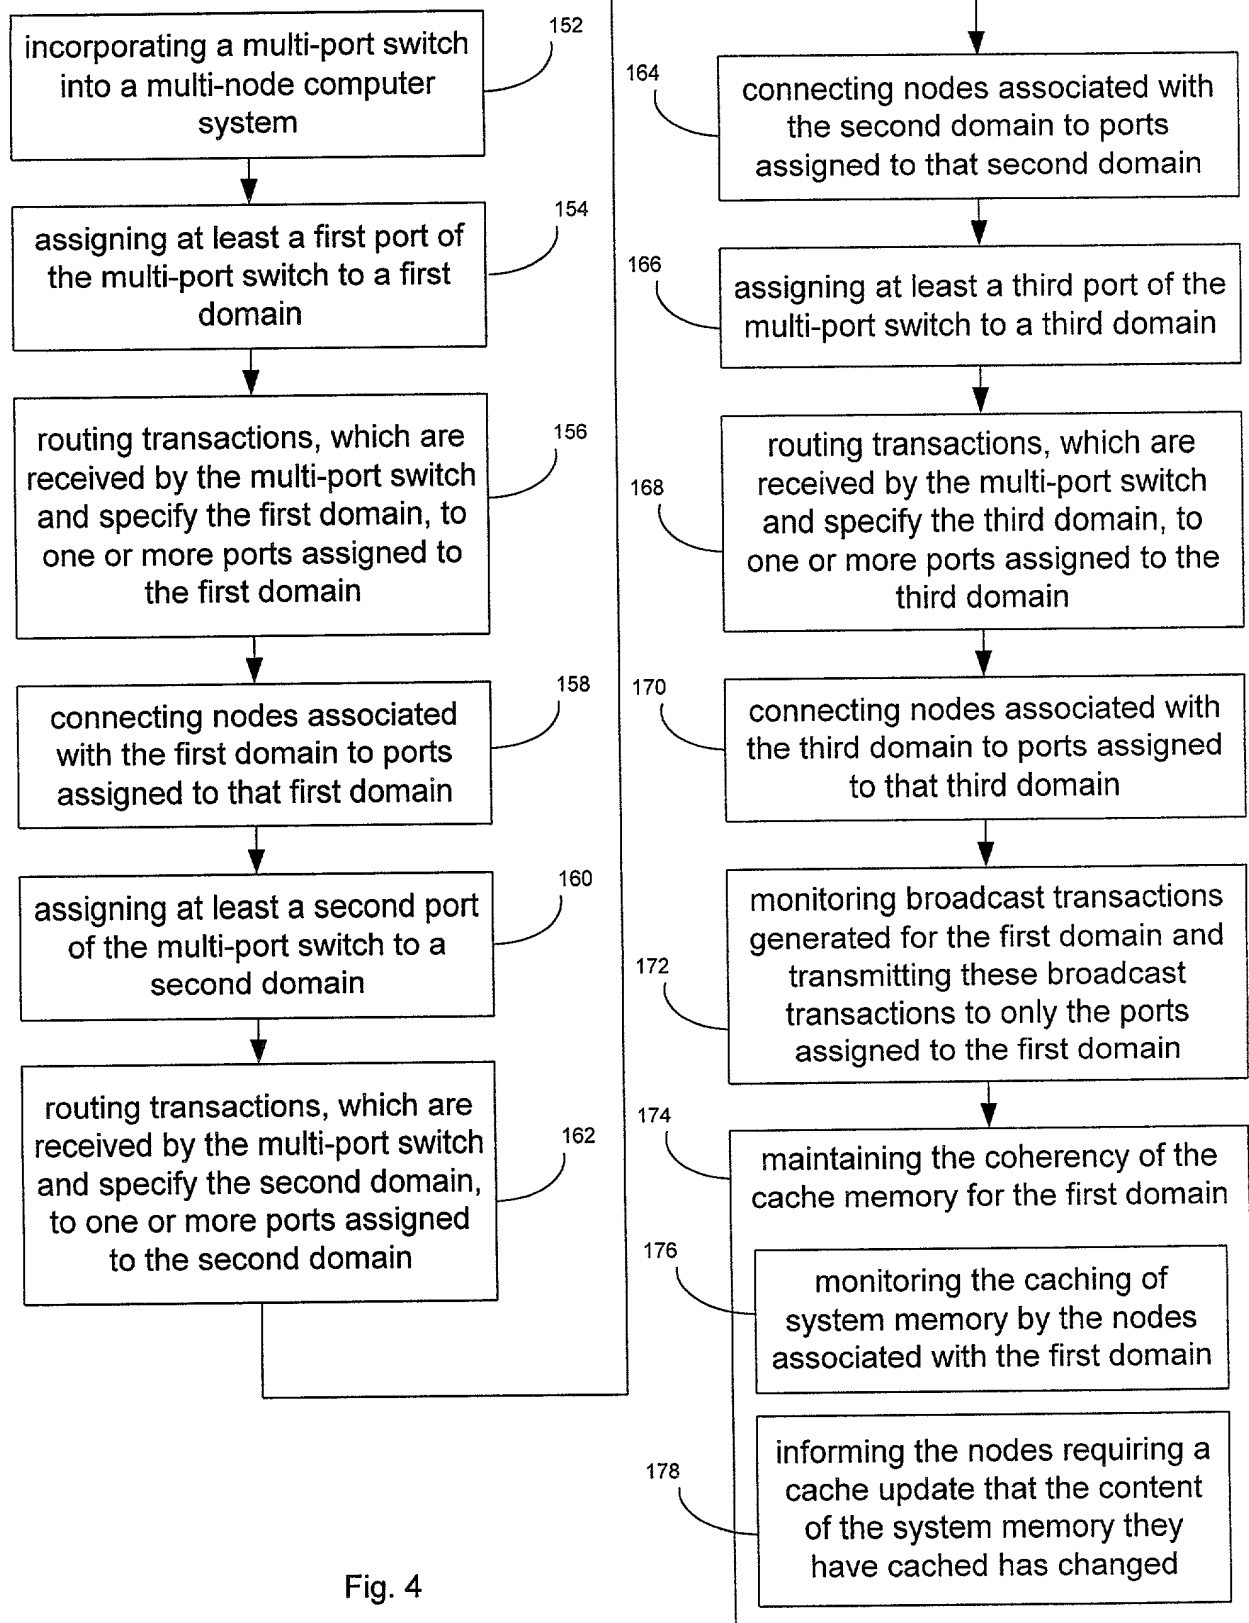 152
incorporating a multi-port switch
into a multi-node computer
system
154
assigning at least a first port of
the multi-port switch to a first
domain
156
routing transactions, which are
received by the multi-port switch
and specify the first domain, to
one or more ports assigned to
the first domain
158
connecting nodes associated
with the first domain to ports
assigned to that first domain
160
assigning at least a second port
of the multi-port switch to a
second domain
162
routing transactions, which are
received by the multi-port switch
and specify the second domain,
to one or more ports assigned
to the second domain
164
connecting nodes associated with
the second domain to ports
assigned to that second domain
166
assigning at least a third port of the
multi-port switch to a third domain
168
routing transactions, which are
received by the multi-port switch
and specify the third domain, to
one or more ports assigned to the
third domain
170
connecting nodes associated with
the third domain to ports assigned
to that third domain
172
monitoring broadcast transactions
generated for the first domain and
transmitting these broadcast
transactions to only the ports
assigned to the first domain
174
maintaining the coherency of the
cache memory for the first domain
176
monitoring the caching of
system memory by the nodes
associated with the first domain
178
informing the nodes requiring a
cache update that the content
of the system memory they
have cached has changed
Fig. 4